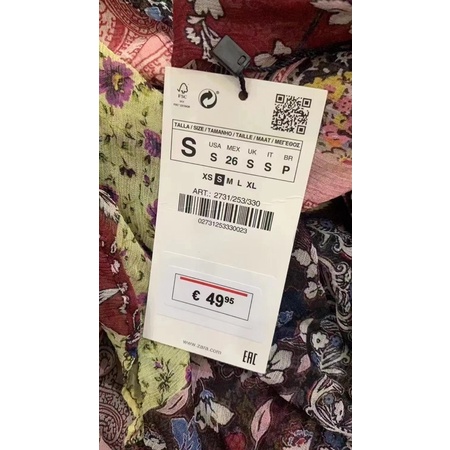 FSC
TALLA / SIZE / TAMANHO / TAILLE / MAAT / ΜΕΓΕΘΟΣ
S
USA MEX UK IT BR
S 26 S S P
XS S M L XL
ART.: 2731/253/330
02731253330023
€ 49 95
www.zara.com
EAC